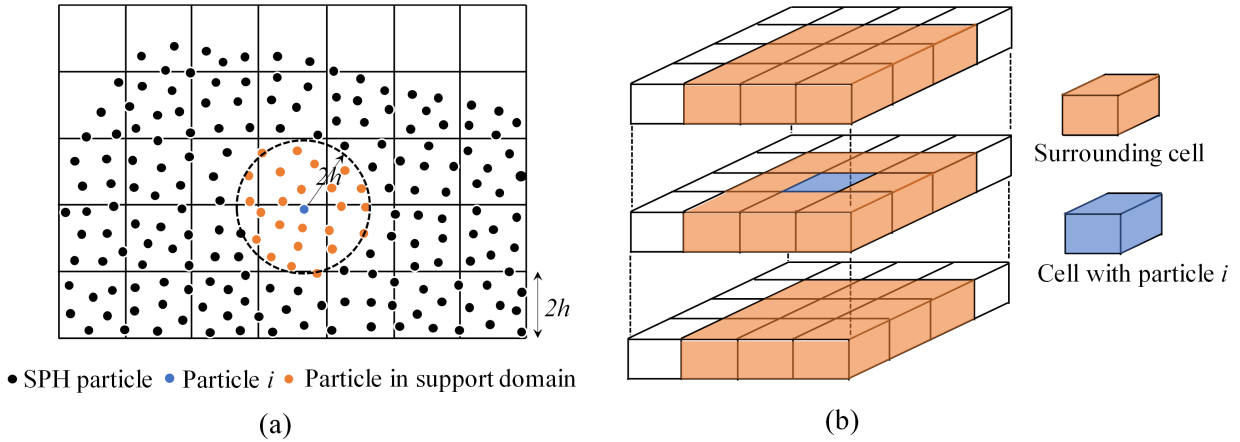 2h
2h
SPH particle Particle i Particle in support domain
(a)
Surrounding cell
Cell with particle i
(b)